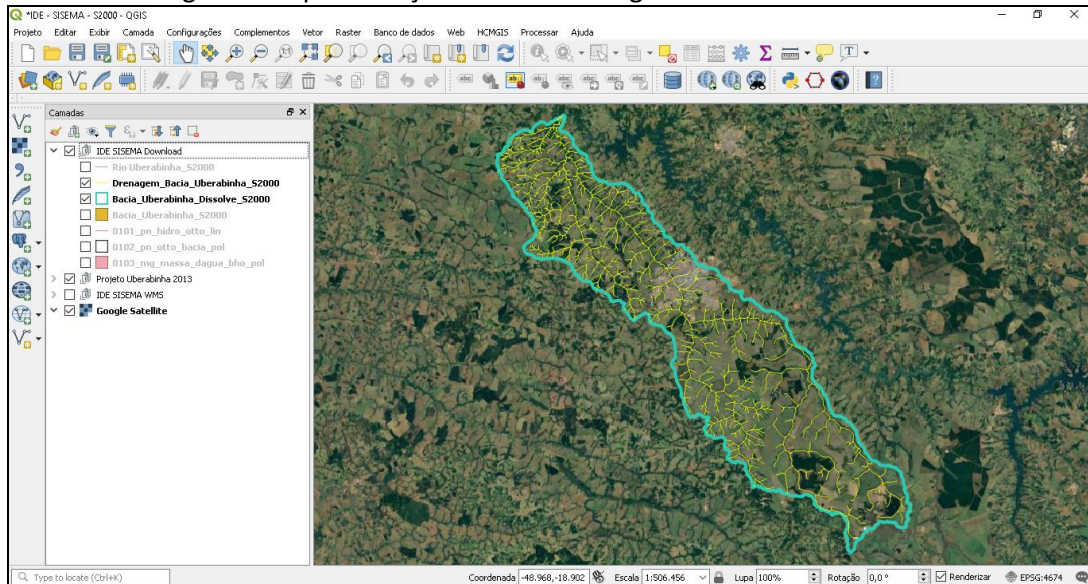 *IDE - SISEMA - S2000 - QGIS
Projeto Editar Exibir Camada Configurações Complementos Vetor Raster Banco de dados Web HCMGIS Processar Ajuda
Camadas
IDE SISEMA Download
Rio Uberabinha_S2000
Drenagem_Bacia_Uberabinha_S2000
Bacia_Uberabinha_Dissolve_S2000
Bacia_Uberabinha_S2000
0101_pn_hidro_otto_lin
0102_pn_otto_bacia_pol
0103_mg_massa_dagua_bho_pol
Projeto Uberabinha 2013
IDE SISEMA WMS
Google Satellite
Type to locate (Ctrl+K) Coordenada -48.968,-18.902 Escala 1:506.456 Lupa 100% Rotação 0,0 ° Renderizar EPSG:4674